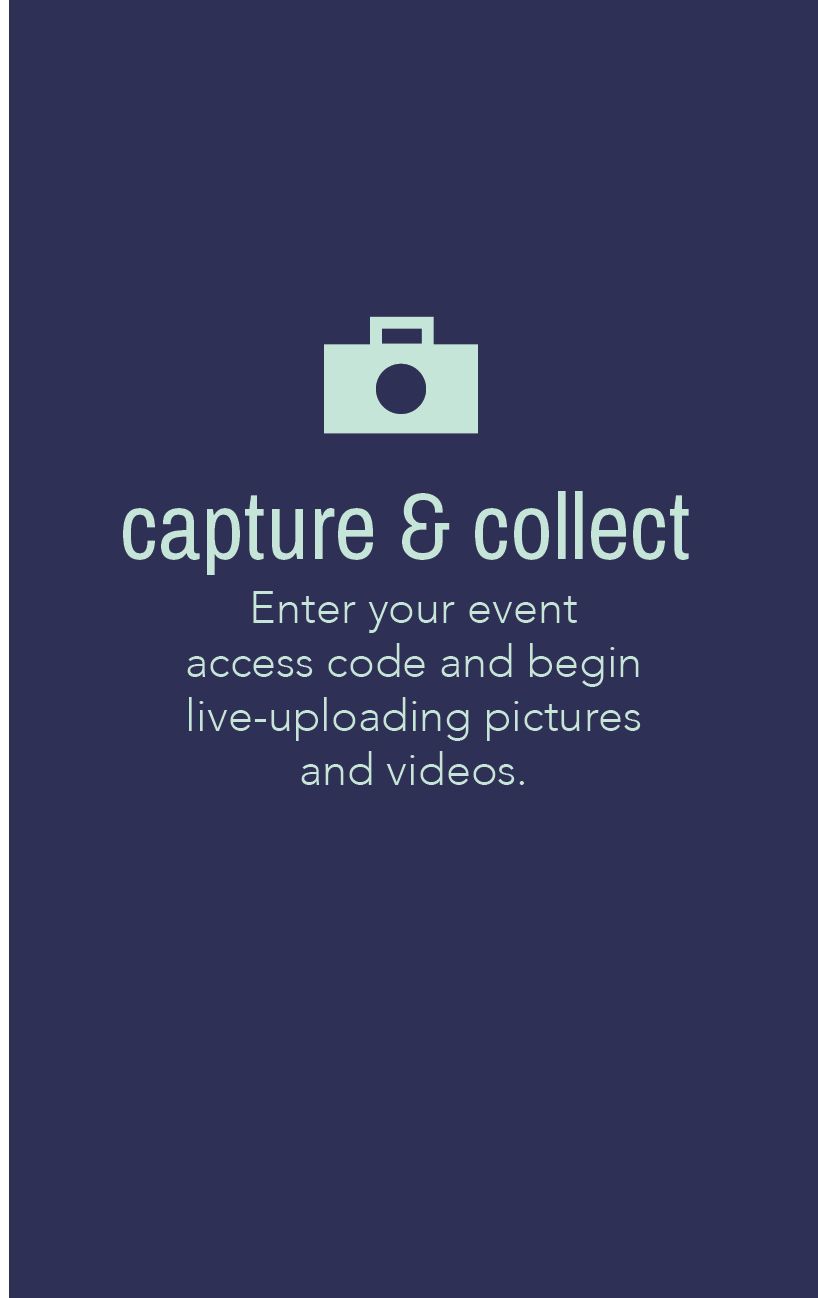 capture & collect
Enter your event
access code and begin
live-uploading pictures
and videos.